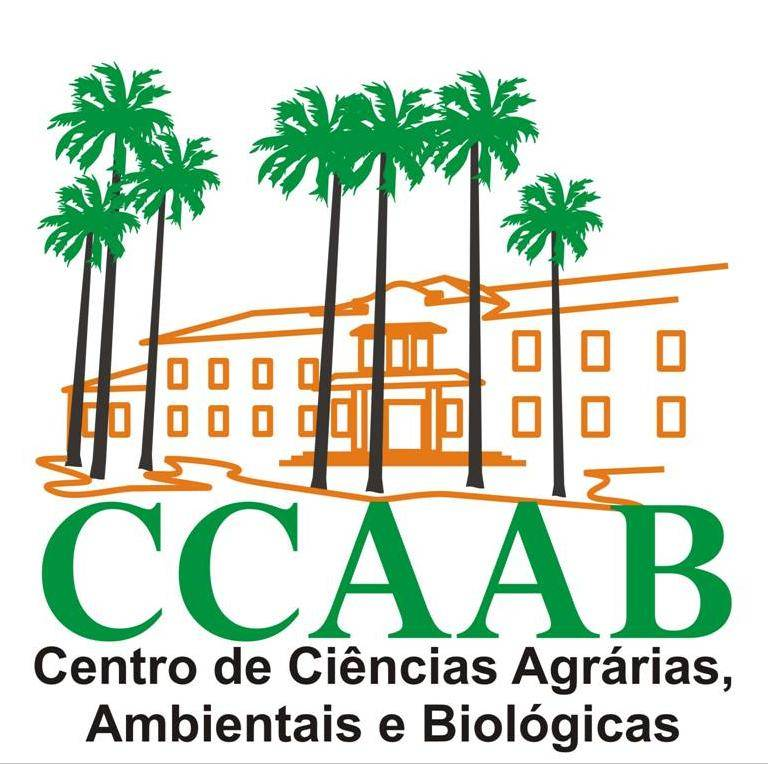 CCAAB
Centro de Ciências Agrárias,
Ambientais e Biológicas